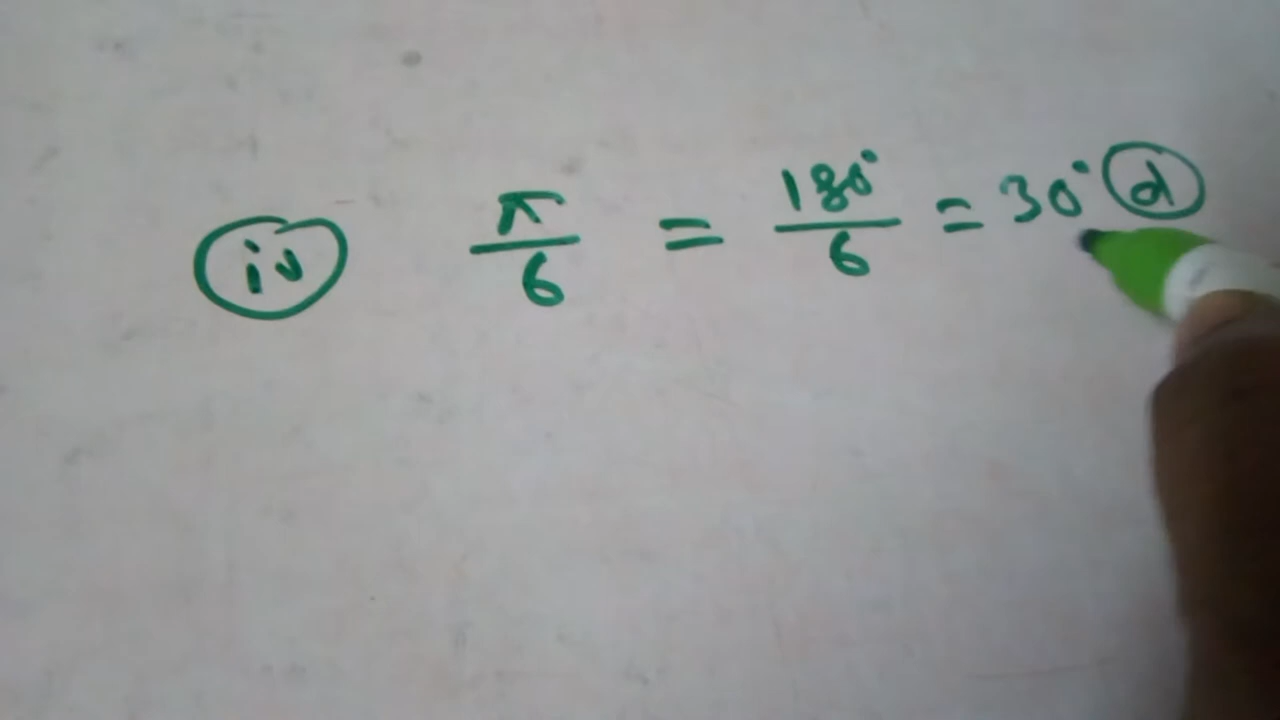 iv π/6 = 180°/6 = 30° d